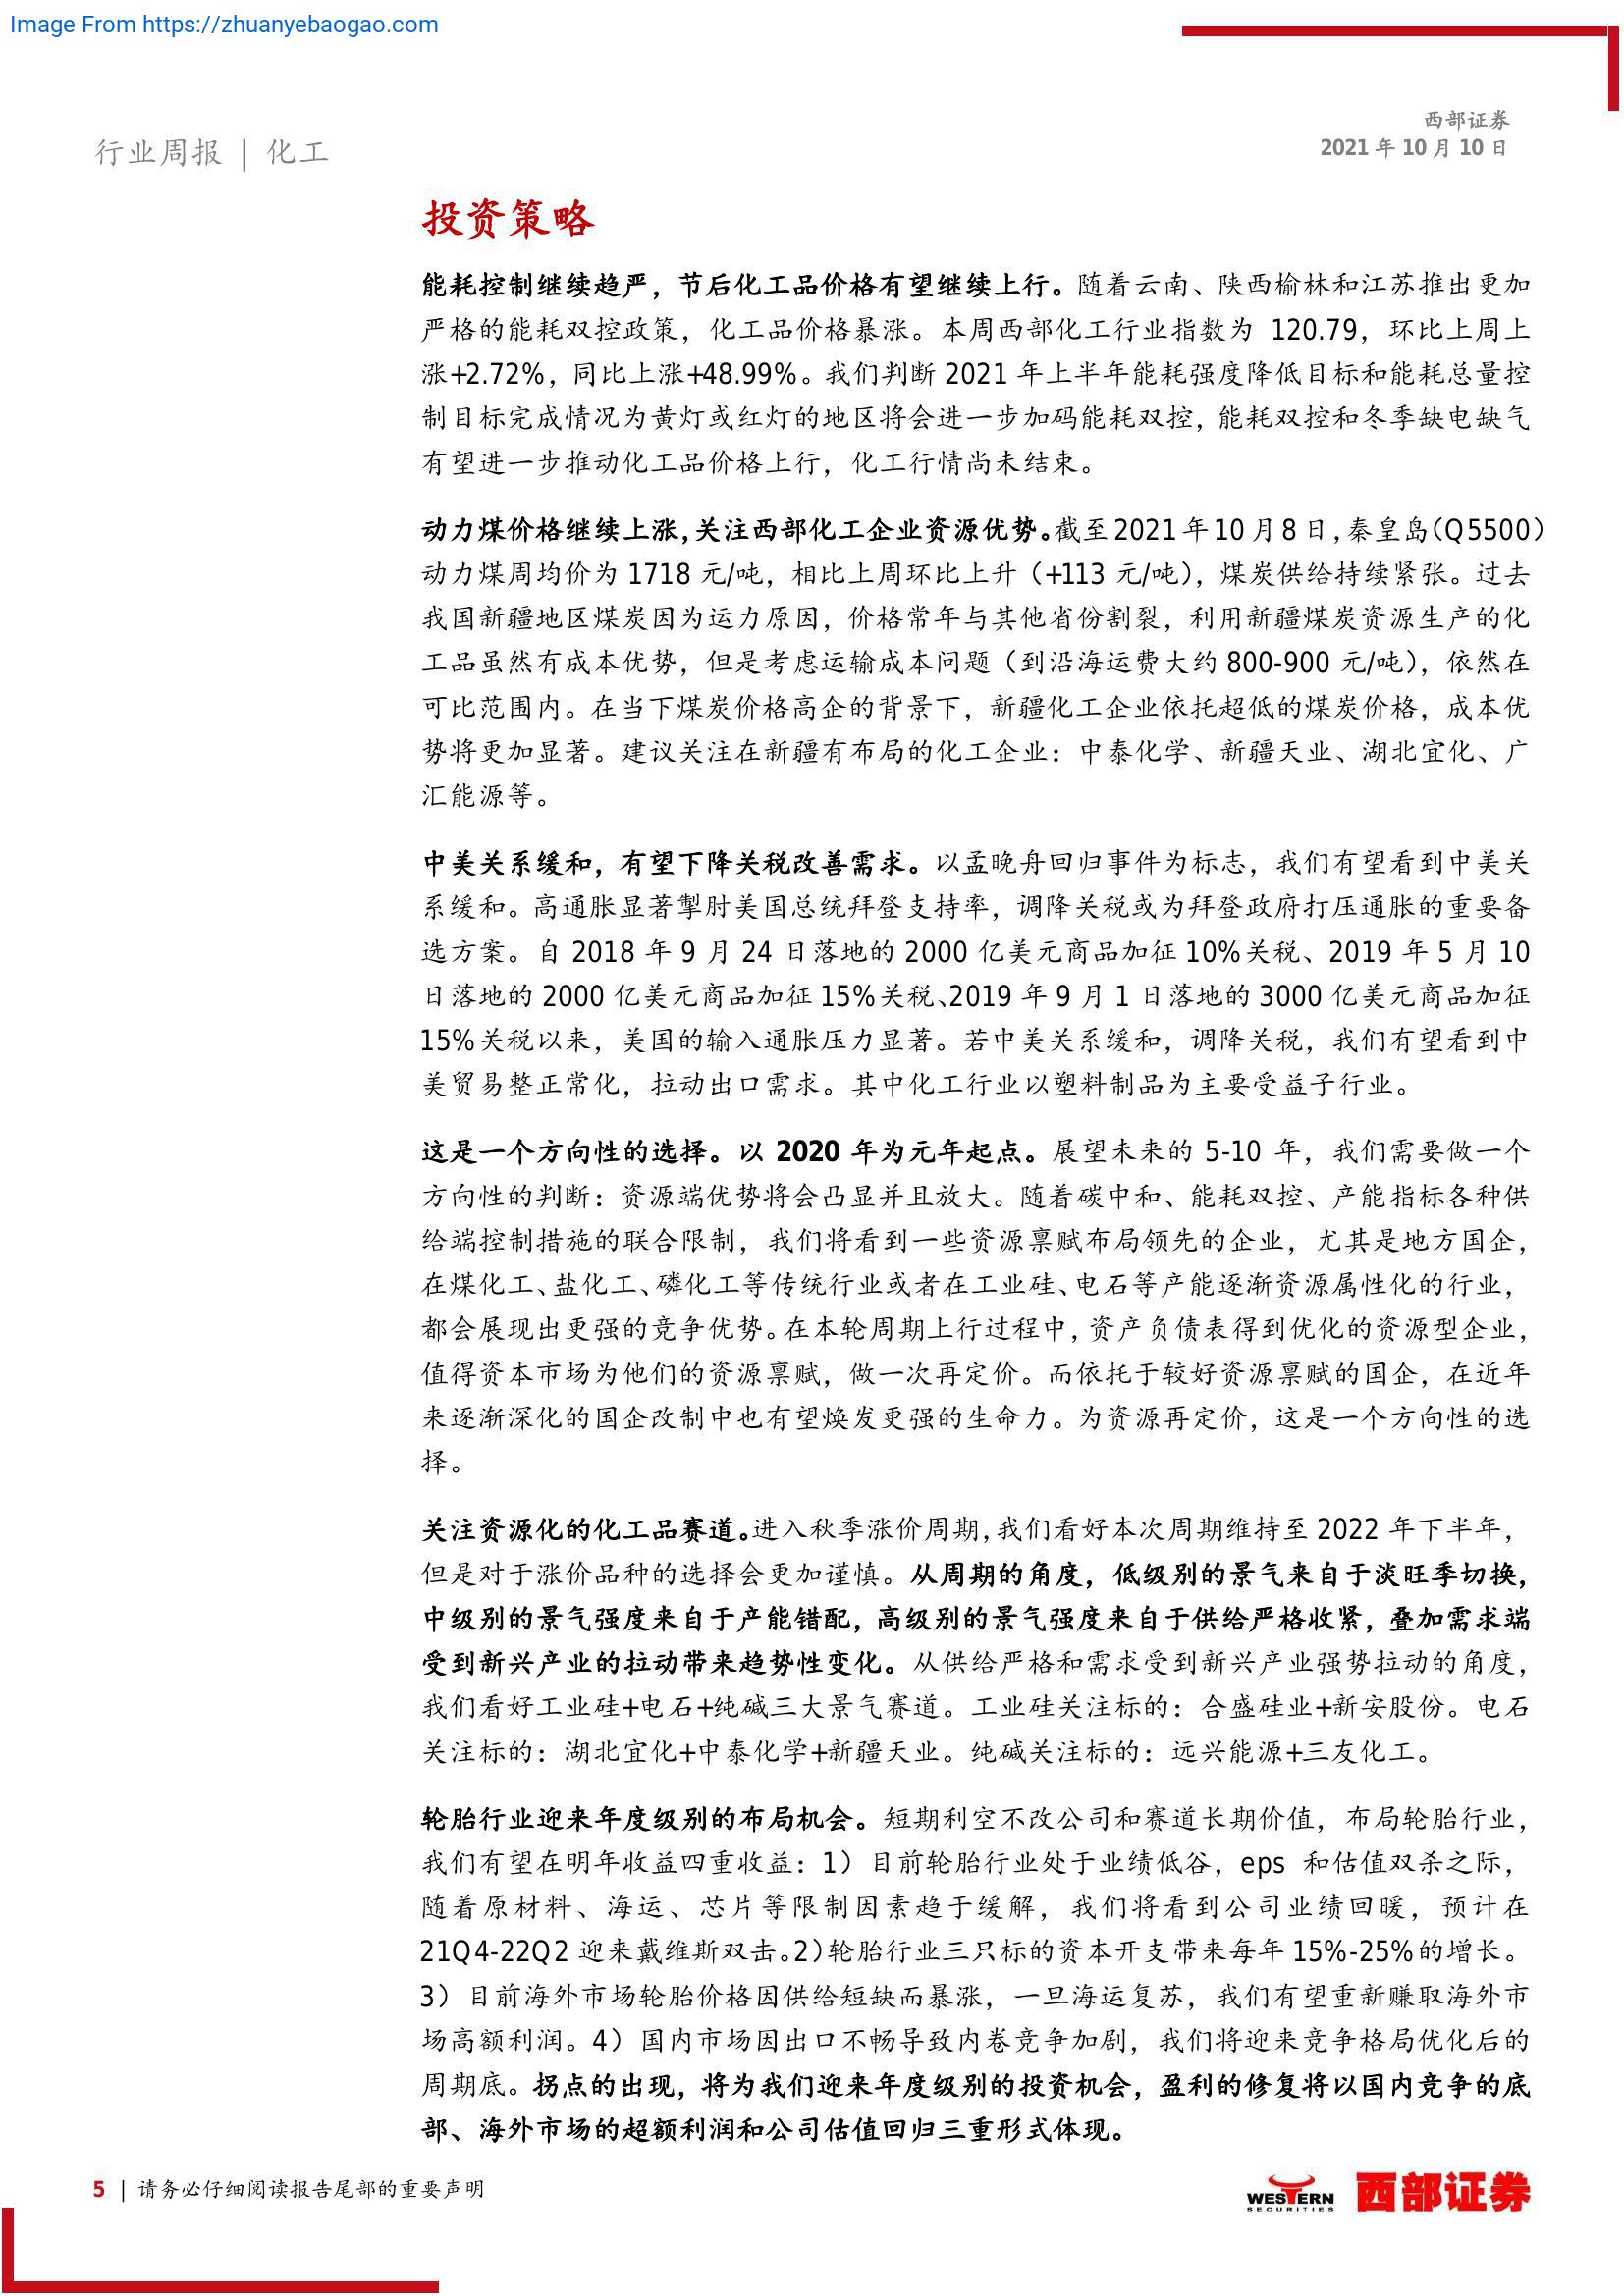 Image From https://zhuanyebaogao.com
西部证券
行业周报 | 化工
2021 年 10 月 10 日
投资策略
能耗控制继续趋严，节后化工品价格有望继续上行。随着云南、陕西榆林和江苏推出更加
严格的能耗双控政策，化工品价格暴涨。本周西部化工行业指数为 120.79，环比上周上
涨+2.72%，同比上涨+48.99%。我们判断 2021 年上半年能耗强度降低目标和能耗总量控
制目标完成情况为黄灯或红灯的地区将会进一步加码能耗双控，能耗双控和冬季缺电缺气
有望进一步推动化工品价格上行，化工行情尚未结束。
动力煤价格继续上涨，关注西部化工企业资源优势。截至 2021 年 10 月 8 日，秦皇岛（Q5500）
动力煤周均价为 1718 元/吨，相比上周环比上升（+113 元/吨），煤炭供给持续紧张。过去
我国新疆地区煤炭因为运力原因，价格常年与其他省份割裂，利用新疆煤炭资源生产的化
工品虽然有成本优势，但是考虑运输成本问题（到沿海运费大约 800-900 元/吨），依然在
可比范围内。在当下煤炭价格高企的背景下，新疆化工企业依托超低的煤炭价格，成本优
势将更加显著。建议关注在新疆有布局的化工企业：中泰化学、新疆天业、湖北宜化、广
汇能源等。
中美关系缓和，有望下降关税改善需求。以孟晚舟回归事件为标志，我们有望看到中美关
系缓和。高通胀显著掣肘美国总统拜登支持率，调降关税或为拜登政府打压通胀的重要备
选方案。自 2018 年 9 月 24 日落地的 2000 亿美元商品加征 10%关税、2019 年 5 月 10
日落地的 2000 亿美元商品加征 15%关税、2019 年 9 月 1 日落地的 3000 亿美元商品加征
15%关税以来，美国的输入通胀压力显著。若中美关系缓和，调降关税，我们有望看到中
美贸易整正常化，拉动出口需求。其中化工行业以塑料制品为主要受益子行业。
这是一个方向性的选择。以 2020 年为元年起点。展望未来的 5-10 年，我们需要做一个
方向性的判断：资源端优势将会凸显并且放大。随着碳中和、能耗双控、产能指标各种供
给端控制措施的联合限制，我们将看到一些资源禀赋布局领先的企业，尤其是地方国企，
在煤化工、盐化工、磷化工等传统行业或者在工业硅、电石等产能逐渐资源属性化的行业，
都会展现出更强的竞争优势。在本轮周期上行过程中，资产负债表得到优化的资源型企业，
值得资本市场为他们的资源禀赋，做一次再定价。而依托于较好资源禀赋的国企，在近年
来逐渐深化的国企改制中也有望焕发更强的生命力。为资源再定价，这是一个方向性的选
择。
关注资源化的化工品赛道。进入秋季涨价周期，我们看好本次周期维持至 2022 年下半年，
但是对于涨价品种的选择会更加谨慎。从周期的角度，低级别的景气来自于淡旺季切换，
中级别的景气强度来自于产能错配，高级别的景气强度来自于供给严格收紧，叠加需求端
受到新兴产业的拉动带来趋势性变化。从供给严格和需求受到新兴产业强势拉动的角度，
我们看好工业硅+电石+纯碱三大景气赛道。工业硅关注标的：合盛硅业+新安股份。电石
关注标的：湖北宜化+中泰化学+新疆天业。纯碱关注标的：远兴能源+三友化工。
轮胎行业迎来年度级别的布局机会。短期利空不改公司和赛道长期价值，布局轮胎行业，
我们有望在明年收益四重收益：1）目前轮胎行业处于业绩低谷，eps 和估值双杀之际，
随着原材料、海运、芯片等限制因素趋于缓解，我们将看到公司业绩回暖，预计在
21Q4-22Q2 迎来戴维斯双击。2）轮胎行业三只标的资本开支带来每年 15%-25%的增长。
3）目前海外市场轮胎价格因供给短缺而暴涨，一旦海运复苏，我们有望重新赚取海外市
场高额利润。4）国内市场因出口不畅导致内卷竞争加剧，我们将迎来竞争格局优化后的
周期底。拐点的出现，将为我们迎来年度级别的投资机会，盈利的修复将以国内竞争的底
部、海外市场的超额利润和公司估值回归三重形式体现。
5 | 请务必仔细阅读报告尾部的重要声明
WESTERN
SECURITIES
西部证券